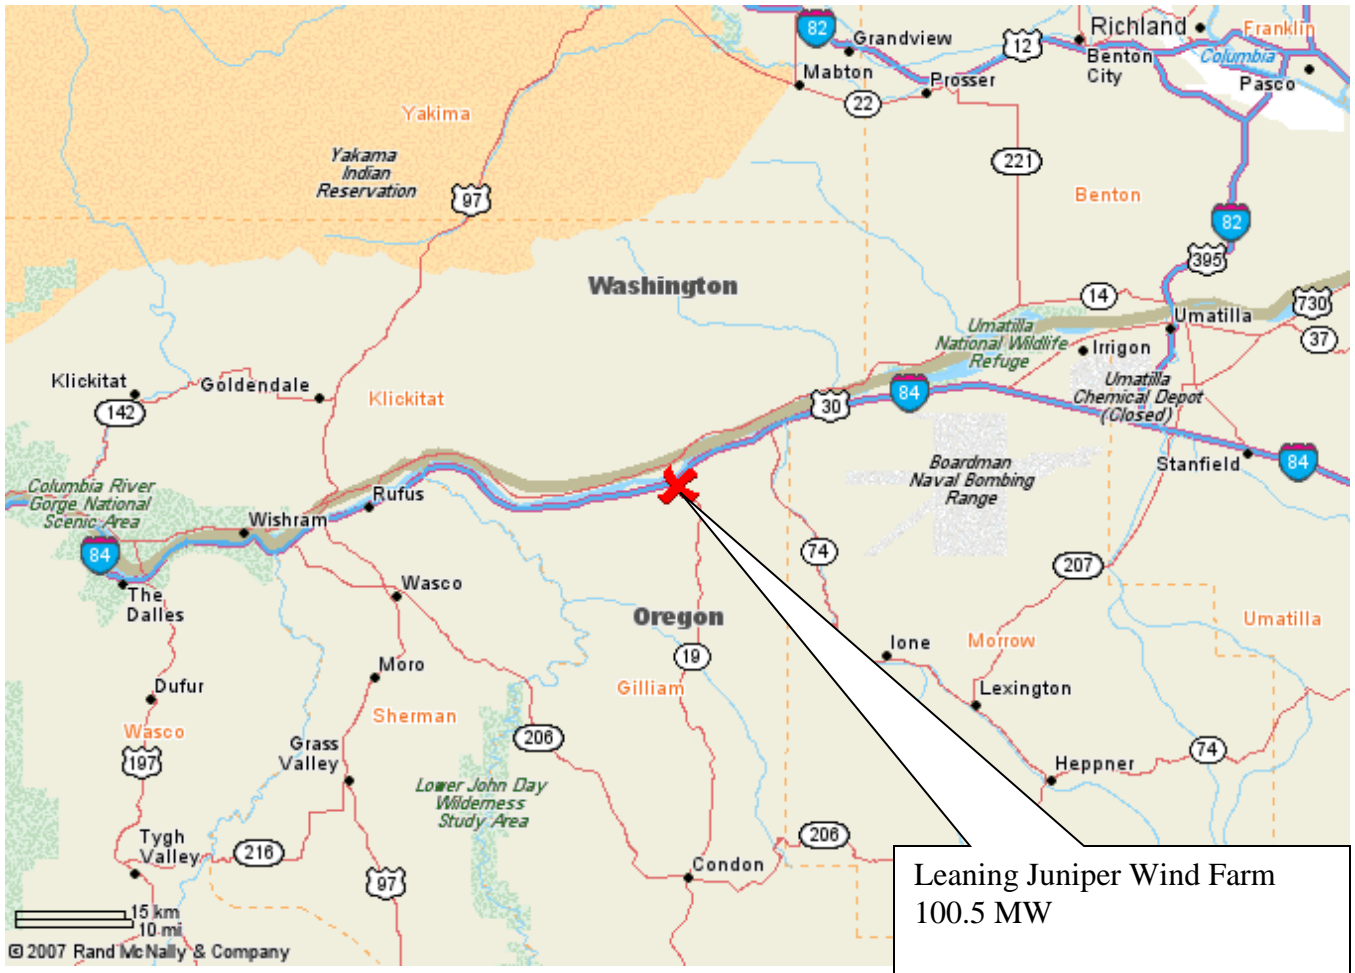 82
Grandview
12
Richland
Franklin
Benton
City
Columbia
Pasco
Mabton
Prosser
22
Yakima
Yakama
Indian
Reservation
97
221
Benton
82
395
Washington
14
730
Umatilla
37
Umatilla
National Wildlife
Refuge
Irrigon
Klickitat
Goldendale
142
Klickitat
30
84
Umatilla
Chemical Depot
(Closed)
Stanfield
84
Boardman
Naval Bombing
Range
Columbia River
Gorge National
Scenic Area
Rufus
Wishram
84
The
Dalles
Wasco
74
207
Oregon
Umatilla
19
Ione
Morrow
Moro
Gilliam
Lexington
Dufur
Sherman
Wasco
197
Grass
Valley
206
74
Heppner
Lower John Day
Wilderness
Study Area
Tygh
Valley
216
206
97
Condon
Leaning Juniper Wind Farm
100.5 MW
15 km
10 mi
© 2007 Rand McNally & Company